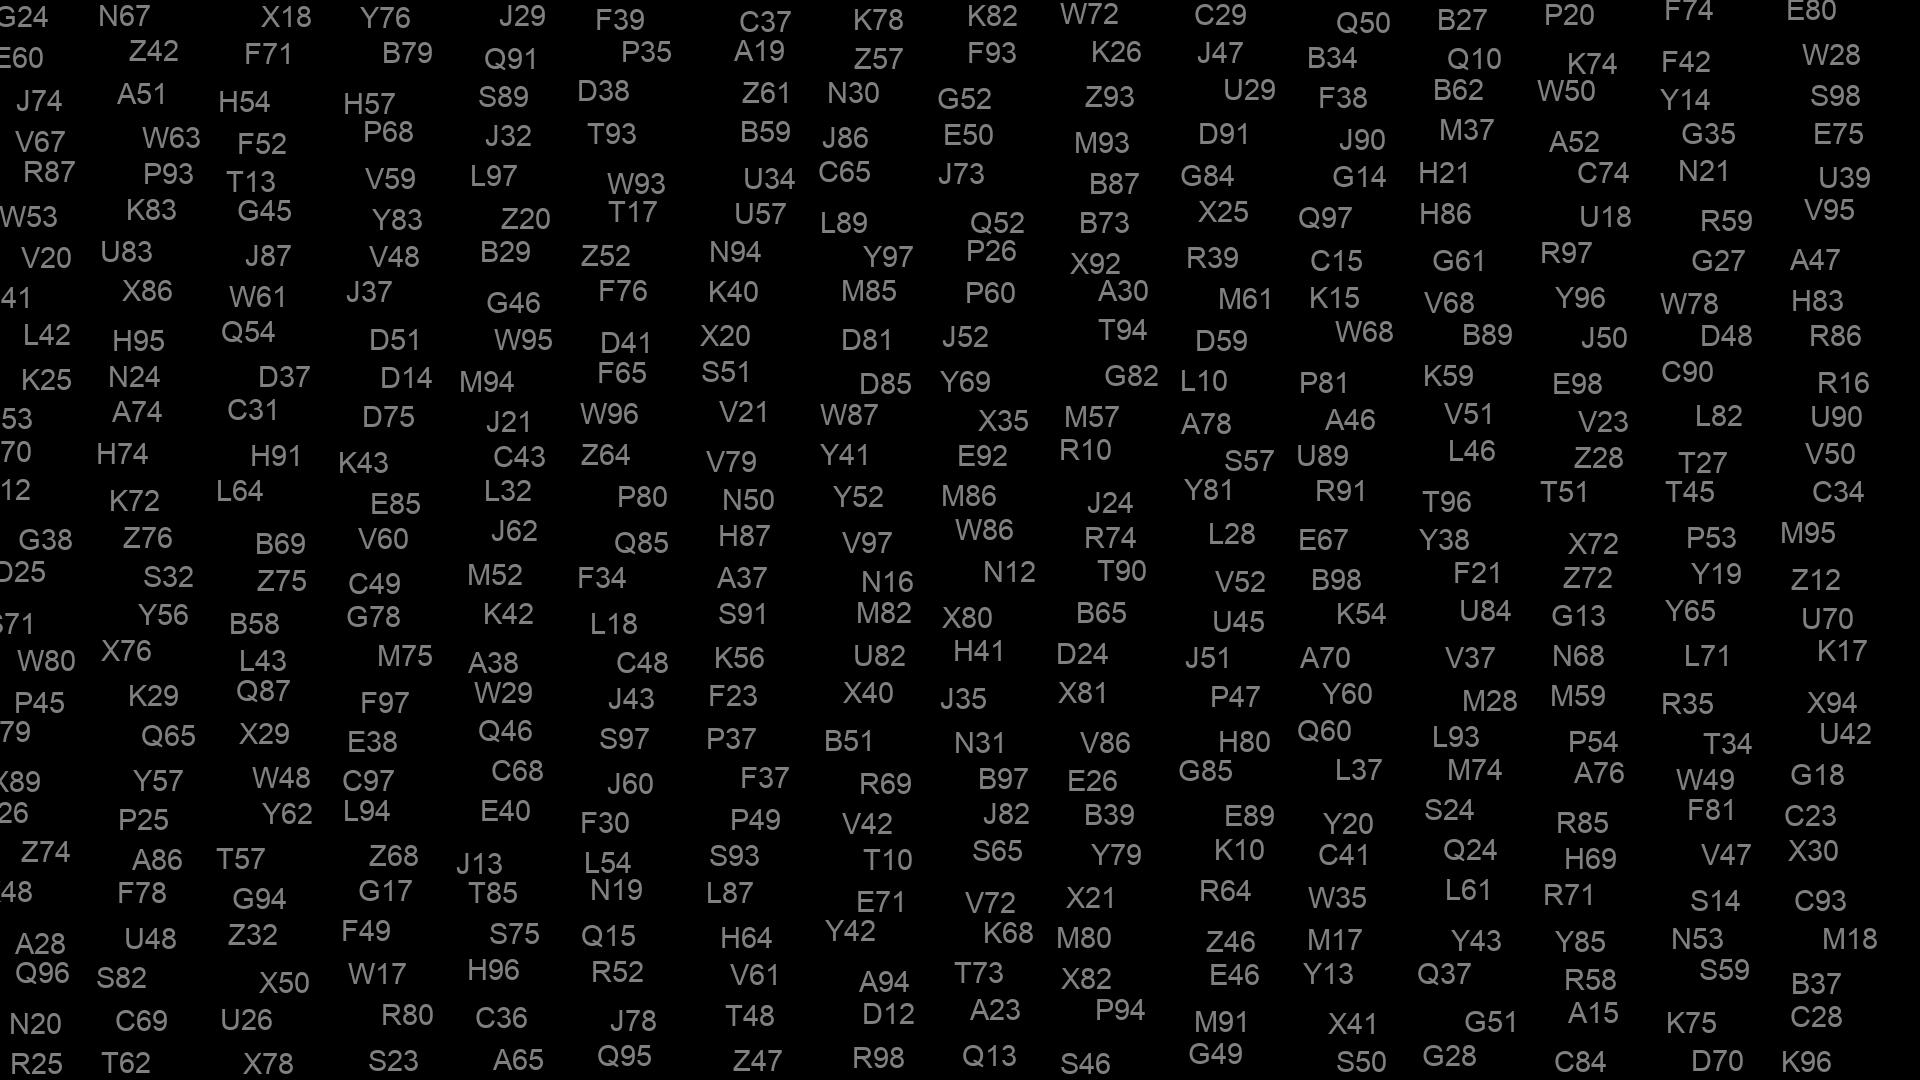 G24 N67 X18 Y76 J29 F39 C37 K78 K82 W72 C29 Q50 B27 P20 F74 E80
E60 Z42 F71 B79 Q91 P35 A19 Z57 F93 K26 J47 B34 Q10 K74 F42 W28
J74 A51 H54 H57 S89 D38 Z61 N30 G52 Z93 U29 F38 B62 W50 Y14 S98
V67 W63 F52 P68 J32 T93 B59 J86 E50 M93 D91 J90 M37 A52 G35 E75
R87 P93 T13 V59 L97 W93 U34 C65 J73 B87 G84 G14 H21 C74 N21 U39
W53 K83 G45 Y83 Z20 T17 U57 L89 Q52 B73 X25 Q97 H86 U18 R59 V95
V20 U83 J87 V48 B29 Z52 N94 Y97 P26 X92 R39 C15 G61 R97 G27 A47
41 X86 W61 J37 G46 F76 K40 M85 P60 A30 M61 K15 V68 Y96 W78 H83
L42 H95 Q54 D51 W95 D41 X20 D81 J52 T94 D59 W68 B89 J50 D48 R86
K25 N24 D37 D14 M94 F65 S51 D85 Y69 G82 L10 P81 K59 E98 C90 R16
53 A74 C31 D75 J21 W96 V21 W87 X35 M57 A78 A46 V51 V23 L82 U90
70 H74 H91 K43 C43 Z64 V79 Y41 E92 R10 S57 U89 L46 Z28 T27 V50
12 K72 L64 E85 L32 P80 N50 Y52 M86 J24 Y81 R91 T96 T51 T45 C34
G38 Z76 B69 V60 J62 Q85 H87 V97 W86 R74 L28 E67 Y38 X72 P53 M95
D25 S32 Z75 C49 M52 F34 A37 N16 N12 T90 V52 B98 F21 Z72 Y19 Z12
S71 Y56 B58 G78 K42 L18 S91 M82 X80 B65 U45 K54 U84 G13 Y65 U70
W80 X76 L43 M75 A38 C48 K56 U82 H41 D24 J51 A70 V37 N68 L71 K17
P45 K29 Q87 F97 W29 J43 F23 X40 J35 X81 P47 Y60 M28 M59 R35 X94
79 Q65 X29 E38 Q46 S97 P37 B51 N31 V86 H80 Q60 L93 P54 T34 U42
X89 Y57 W48 C97 C68 J60 F37 R69 B97 E26 G85 L37 M74 A76 W49 G18
26 P25 Y62 L94 E40 F30 P49 V42 J82 B39 E89 Y20 S24 R85 F81 C23
Z74 A86 T57 Z68 J13 L54 S93 T10 S65 Y79 K10 C41 Q24 H69 V47 X30
48 F78 G94 G17 T85 N19 L87 E71 V72 X21 R64 W35 L61 R71 S14 C93
A28 U48 Z32 F49 S75 Q15 H64 Y42 K68 M80 Z46 M17 Y43 Y85 N53 M18
Q96 S82 X50 W17 H96 R52 V61 A94 T73 X82 E46 Y13 Q37 R58 S59 B37
N20 C69 U26 R80 C36 J78 T48 D12 A23 P94 M91 X41 G51 A15 K75 C28
R25 T62 X78 S23 A65 Q95 Z47 R98 Q13 S46 G49 S50 G28 C84 D70 K96